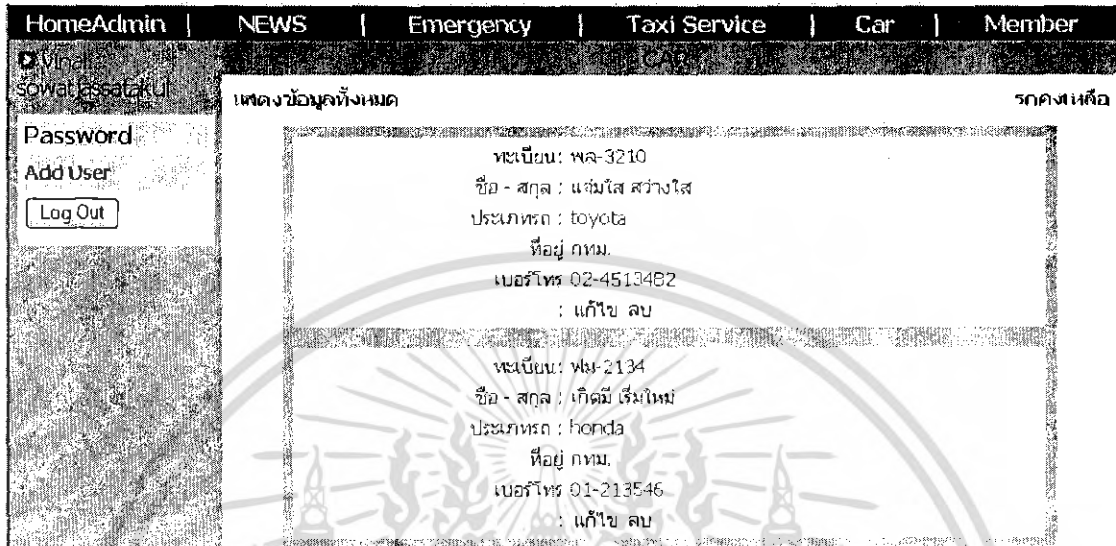 HomeAdmin | NEWS | Emergency | Taxi Service | Car | Member
CAR
sowatjassatakul
แสดงข้อมูลทั้งหมด
รถคงเหลือ
Password
Add User
Log Out
ทะเบียน: พล-3210
ชื่อ - สกุล : แจ่มใส สว่างใส
ประเภทรถ : toyota
ที่อยู่ กทม.
เบอร์โทร 02-4513482
: แก้ไข ลบ
ทะเบียน: ฟม-2134
ชื่อ - สกุล : เกิดมี เริ่มใหม่
ประเภทรถ : honda
ที่อยู่ กทม.
เบอร์โทร 01-213546
: แก้ไข ลบ